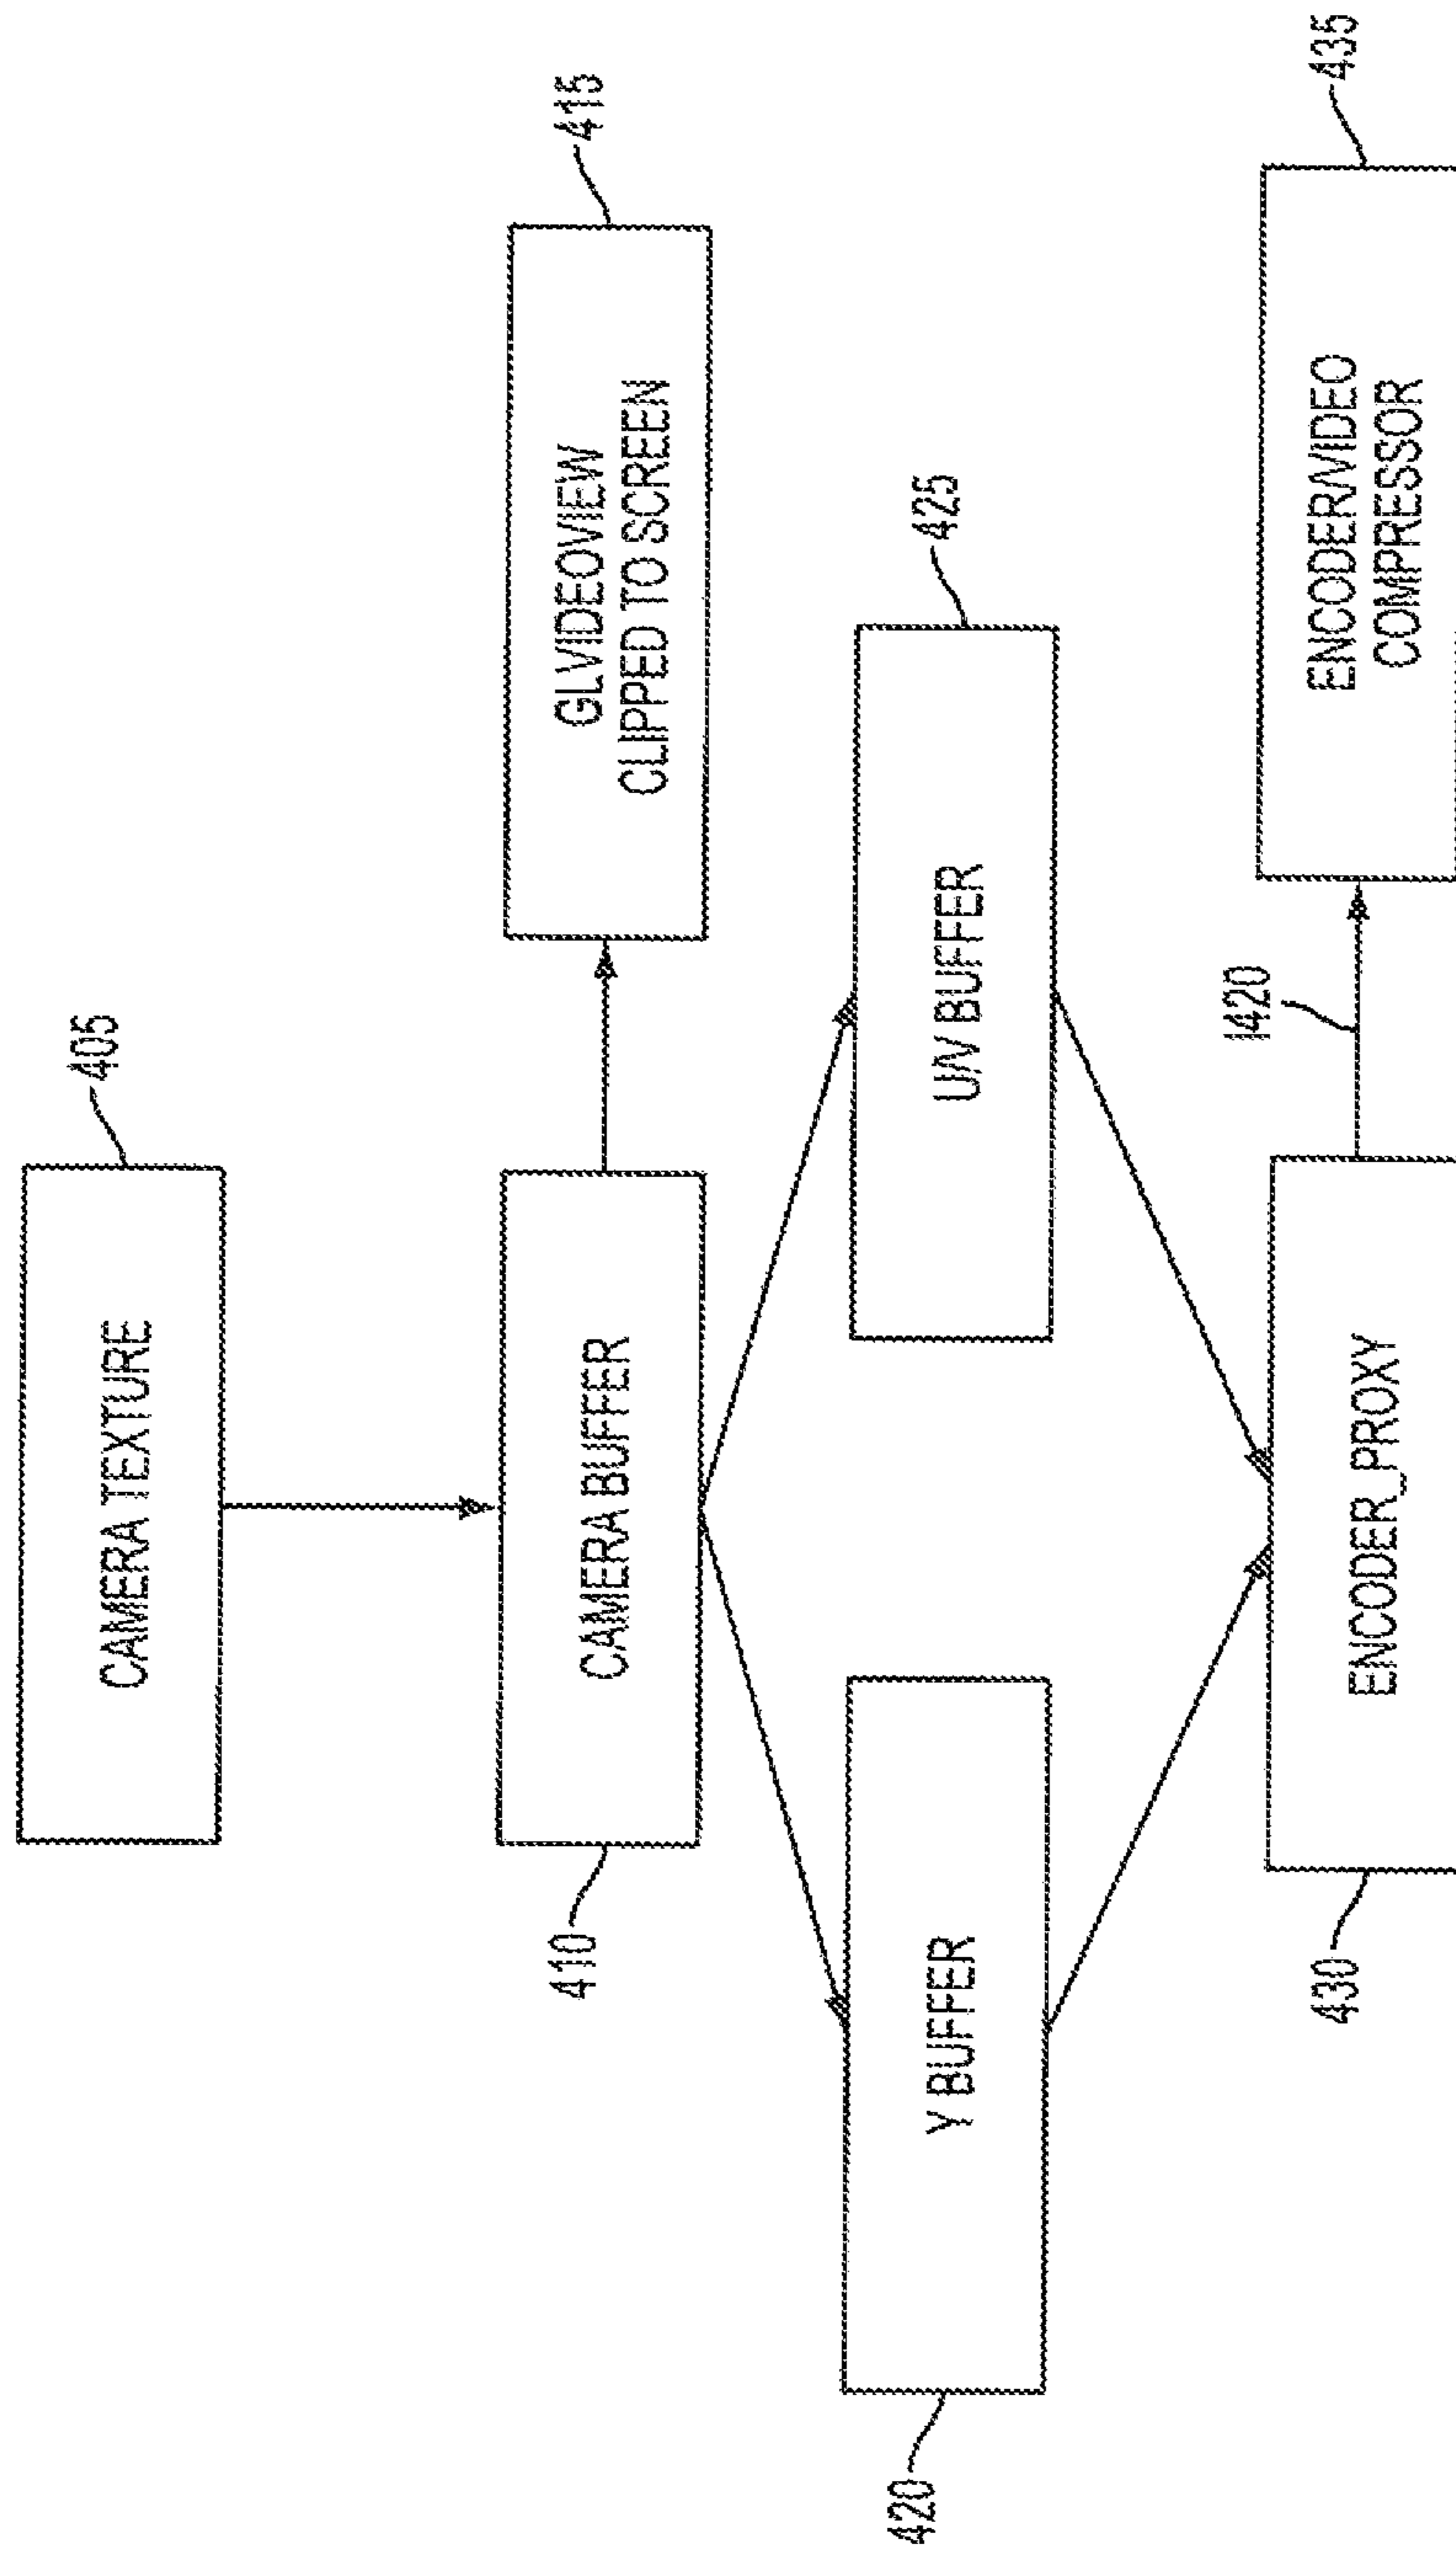 CAMERA TEXTURE
405
CAMERA BUFFER
410
GLVIDEOVIEW
CLIPPED TO SCREEN
415
Y BUFFER
420
U/V BUFFER
425
ENCODER_PROXY
430
I420
ENCODER/VIDEO
COMPRESSOR
435